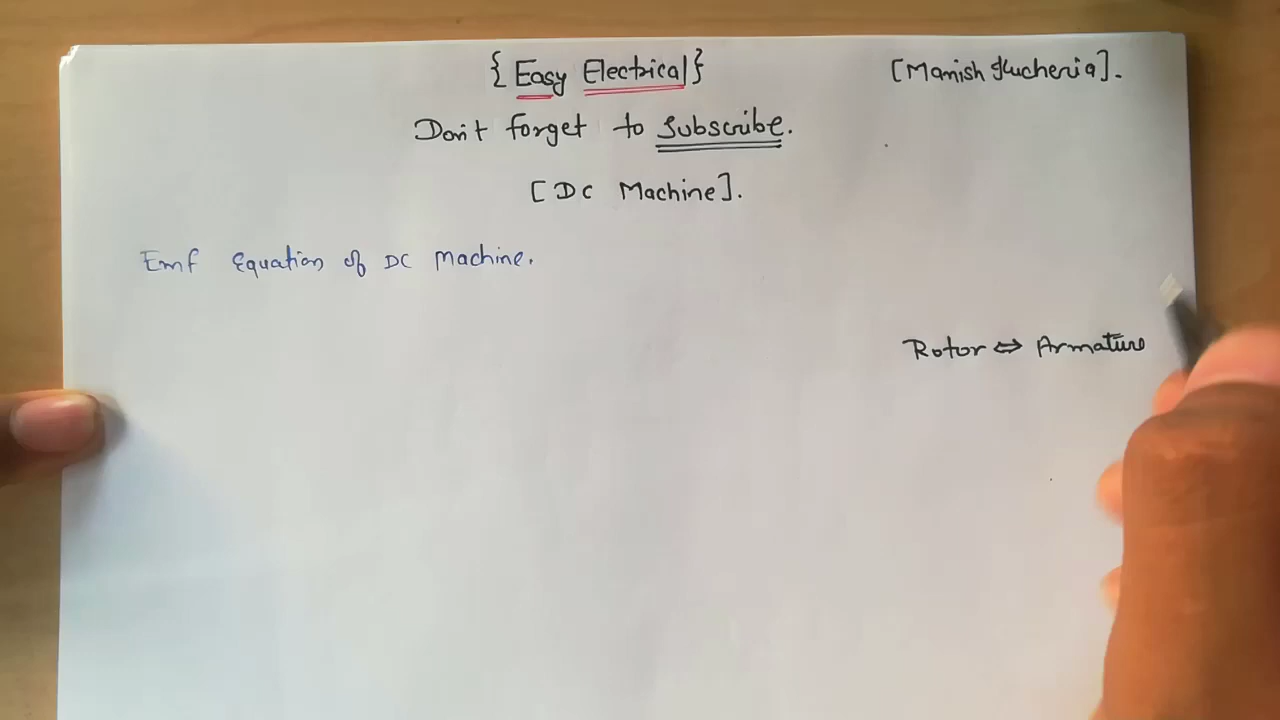 {Easy Electrical}
[Manish Kucheria].
Don't forget to Subscribe.
[DC Machine].
Emf Equation of DC Machine.
Rotor ⇔ Armature